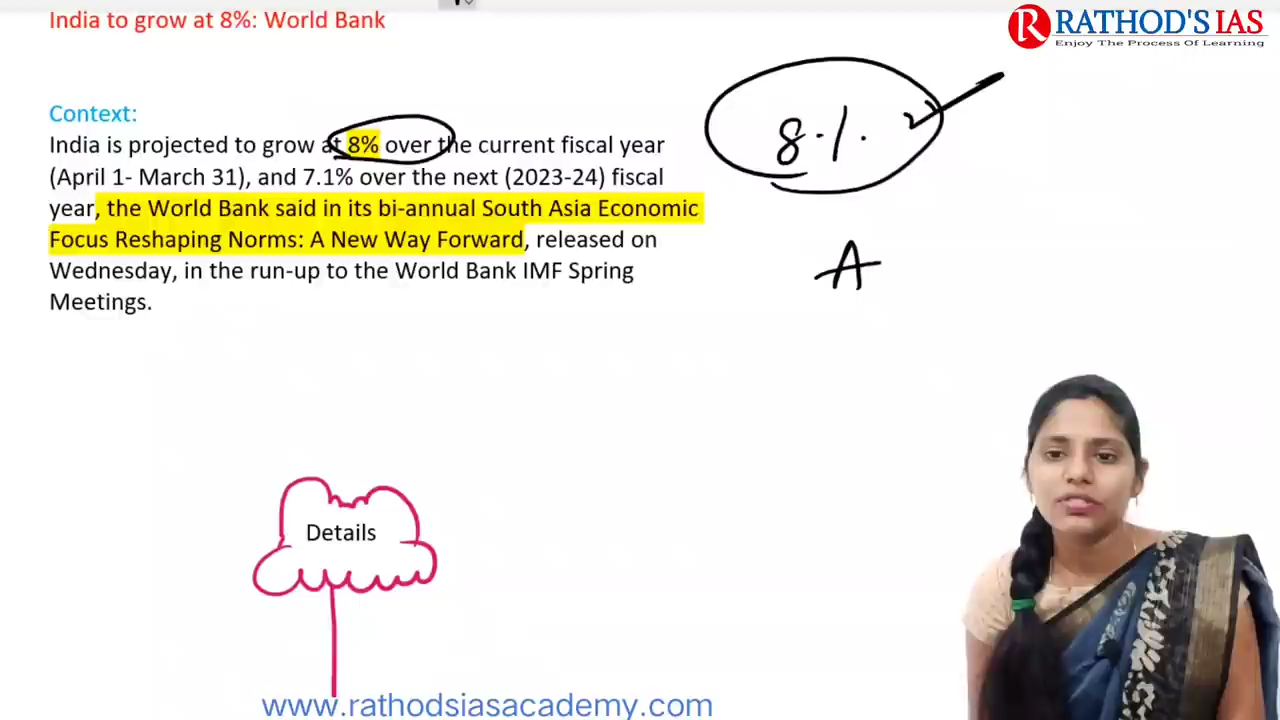 India to grow at 8%: World Bank
RATHOD'S IAS
Enjoy The Process Of Learning
Context:
India is projected to grow at 8% over the current fiscal year
(April 1- March 31), and 7.1% over the next (2023-24) fiscal
year, the World Bank said in its bi-annual South Asia Economic
Focus Reshaping Norms: A New Way Forward, released on
Wednesday, in the run-up to the World Bank IMF Spring
Meetings.
8%
A
Details
www.rathodsiasacademy.com